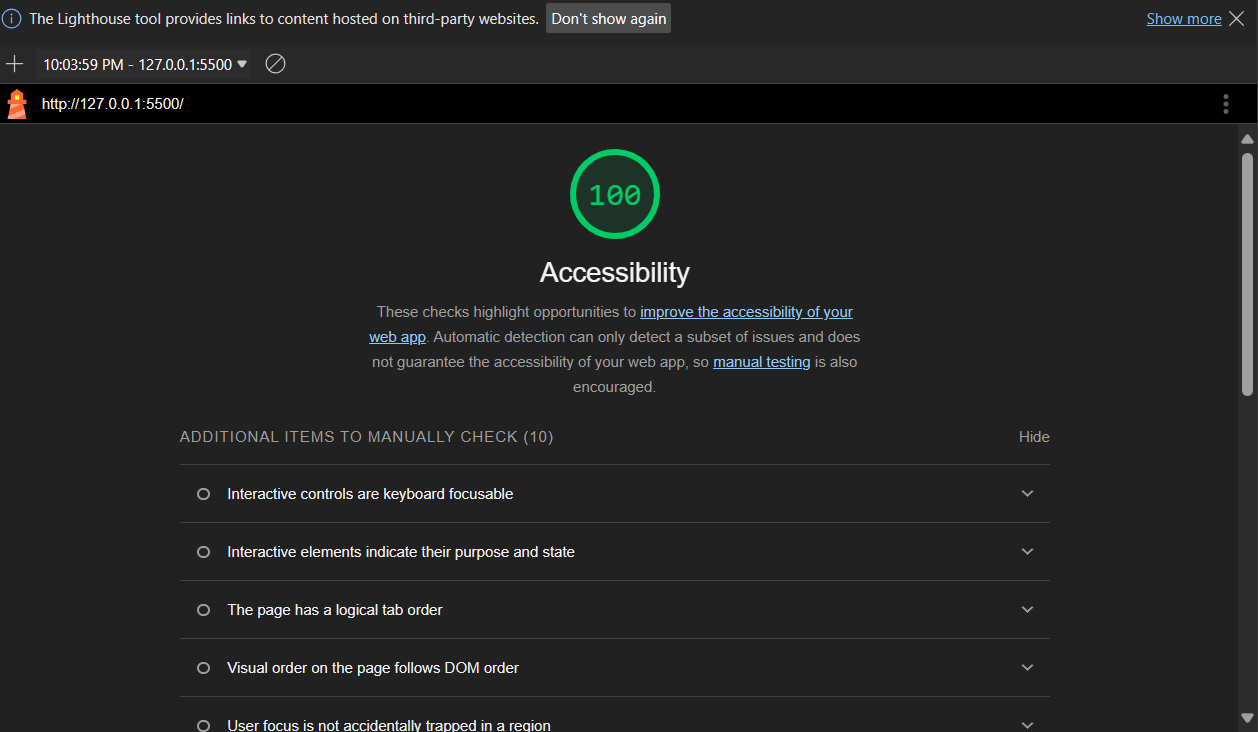 The Lighthouse tool provides links to content hosted on third-party websites. Don't show again Show more
10:03:59 PM - 127.0.0.1:5500
http://127.0.0.1:5500/
100
Accessibility
These checks highlight opportunities to improve the accessibility of your
web app. Automatic detection can only detect a subset of issues and does
not guarantee the accessibility of your web app, so manual testing is also
encouraged.
ADDITIONAL ITEMS TO MANUALLY CHECK (10) Hide
Interactive controls are keyboard focusable
Interactive elements indicate their purpose and state
The page has a logical tab order
Visual order on the page follows DOM order
User focus is not accidentally trapped in a region